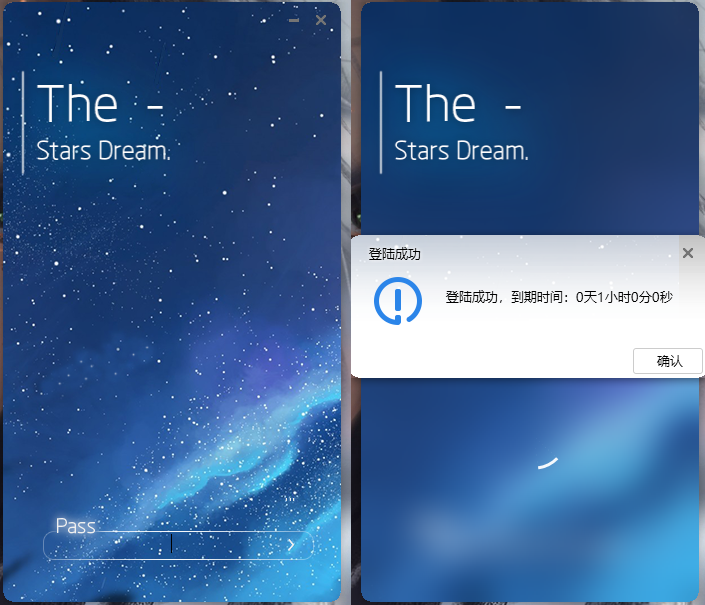 The -
Stars Dream.
Pass
The -
Stars Dream.
登陆成功
登陆成功，到期时间：0天1小时0分0秒
确认